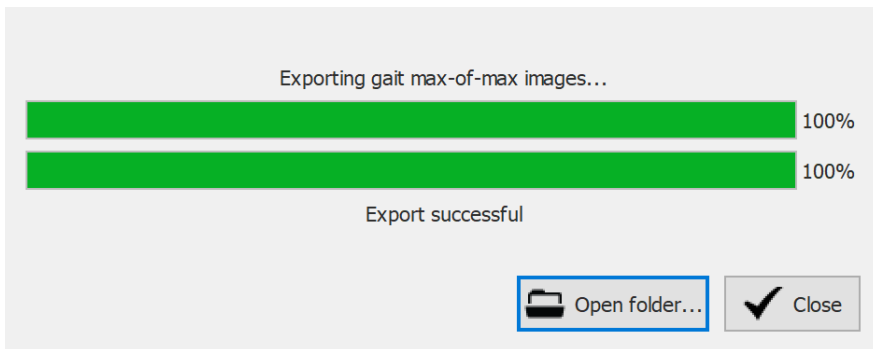 Exporting gait max-of-max images...
100%
100%
Export successful
Open folder...
Close